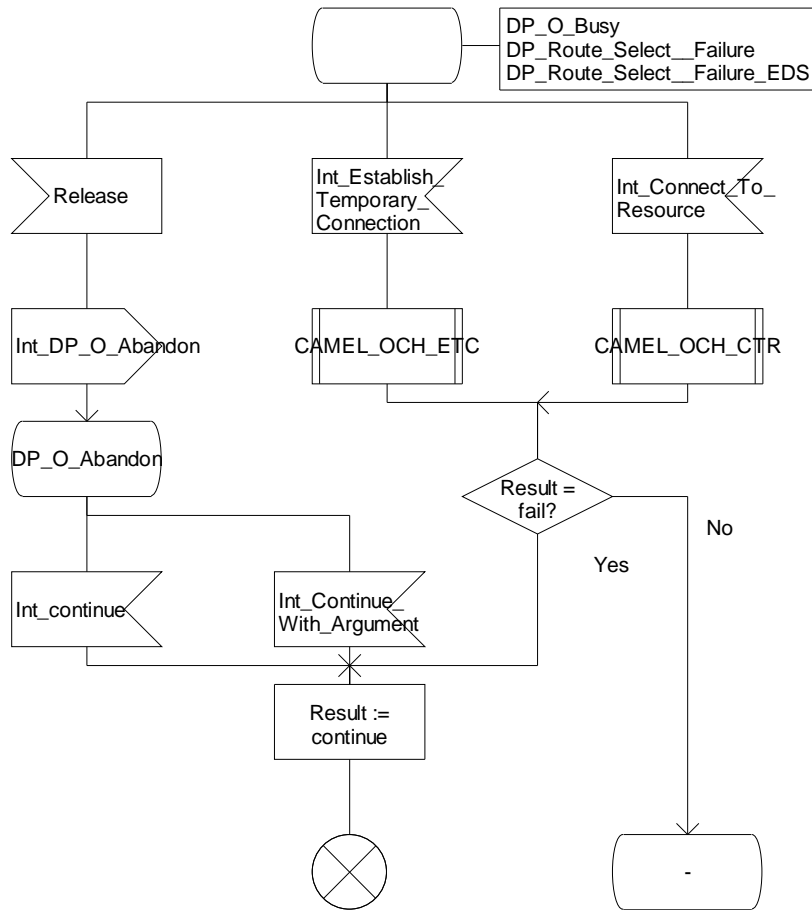 DP_O_Busy
DP_Route_Select__Failure
DP_Route_Select__Failure_EDS
Release
Int_Establish_
Temporary_
Connection
Int_Connect_To_
Resource
Int_DP_O_Abandon
CAMEL_OCH_ETC
CAMEL_OCH_CTR
DP_O_Abandon
Result =
fail?
No
Yes
Int_continue
Int_Continue_
With_Argument
Result :=
continue
-